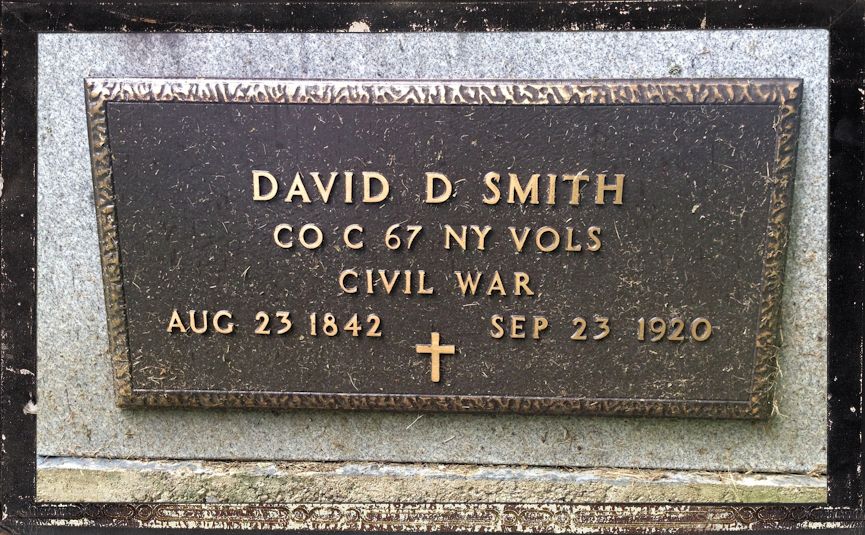 DAVID D SMITH
CO C 67 NY VOLS
CIVIL WAR
AUG 23 1842 SEP 23 1920